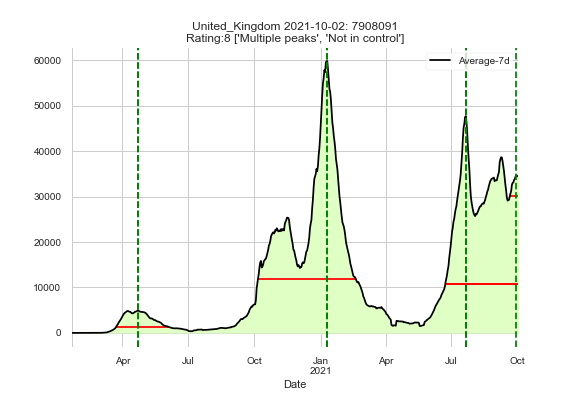 United_Kingdom 2021-10-02: 7908091
Rating:8 ['Multiple peaks', 'Not in control']
Average-7d
60000
50000
40000
30000
20000
10000
0
Apr
Jul
Oct
Jan
2021
Apr
Jul
Oct
Date